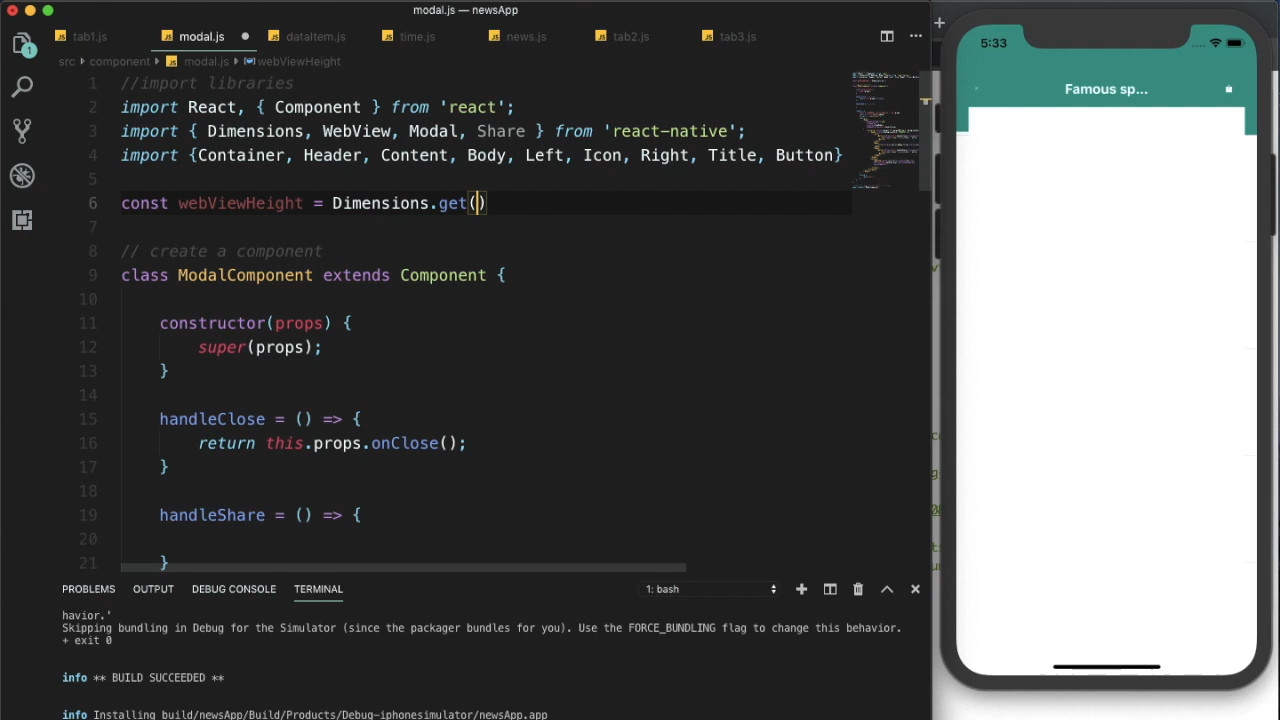 modal.js — newsApp
tab1.js
modal.js
dataItem.js
time.js
news.js
tab2.js
tab3.js
src › component › modal.js › webViewHeight
1 //import libraries
2 import React, { Component } from 'react';
3 import { Dimensions, WebView, Modal, Share } from 'react-native';
4 import {Container, Header, Content, Body, Left, Icon, Right, Title, Button}
5
6 const webViewHeight = Dimensions.get()
7
8 // create a component
9 class ModalComponent extends Component {
10
11 constructor(props) {
12 super(props);
13 }
14
15 handleClose = () => {
16 return this.props.onClose();
17 }
18
19 handleShare = () => {
20
21 }
PROBLEMS OUTPUT DEBUG CONSOLE TERMINAL 1: bash
havior.'
Skipping bundling in Debug for the Simulator (since the packager bundles for you). Use the FORCE_BUNDLING flag to change this behavior.
+ exit 0
info ** BUILD SUCCEEDED **
info Installing build/newsApp/Build/Products/Debug-iphonesimulator/newsApp.app
1
5:33
Famous sp...